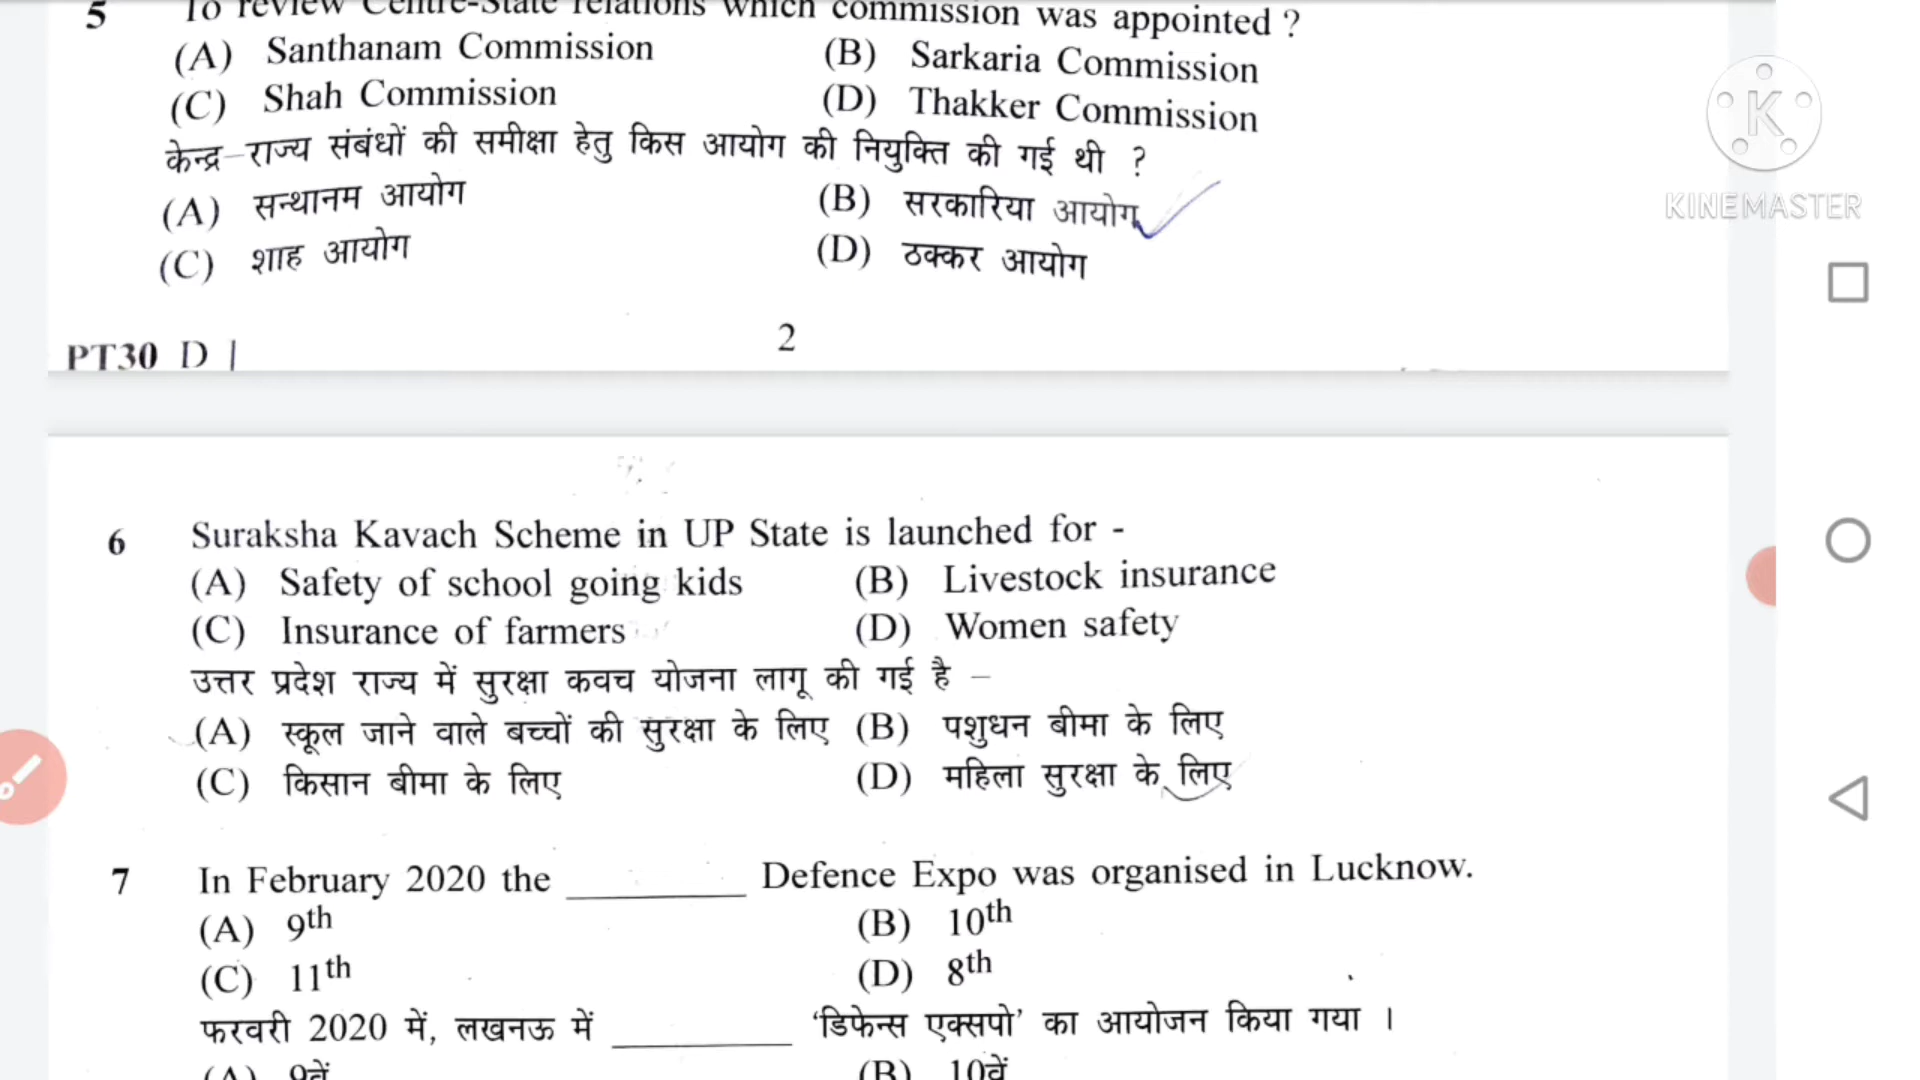 5 To review Centre-State relations which commission was appointed ?
(A) Santhanam Commission (B) Sarkaria Commission
(C) Shah Commission (D) Thakker Commission
केन्द्र–राज्य संबंधों की समीक्षा हेतु किस आयोग की नियुक्ति की गई थी ?
(A) सन्थानम आयोग (B) सरकारिया आयोग
(C) शाह आयोग (D) ठक्कर आयोग
PT30 D | 2
KINEMASTER
6 Suraksha Kavach Scheme in UP State is launched for -
(A) Safety of school going kids (B) Livestock insurance
(C) Insurance of farmers (D) Women safety
उत्तर प्रदेश राज्य में सुरक्षा कवच योजना लागू की गई है –
(A) स्कूल जाने वाले बच्चों की सुरक्षा के लिए (B) पशुधन बीमा के लिए
(C) किसान बीमा के लिए (D) महिला सुरक्षा के लिए
7 In February 2020 the ________ Defence Expo was organised in Lucknow.
(A) 9th (B) 10th
(C) 11th (D) 8th
फरवरी 2020 में, लखनऊ में ________ ‘डिफेन्स एक्सपो’ का आयोजन किया गया ।
(A) 9वें (B) 10वें